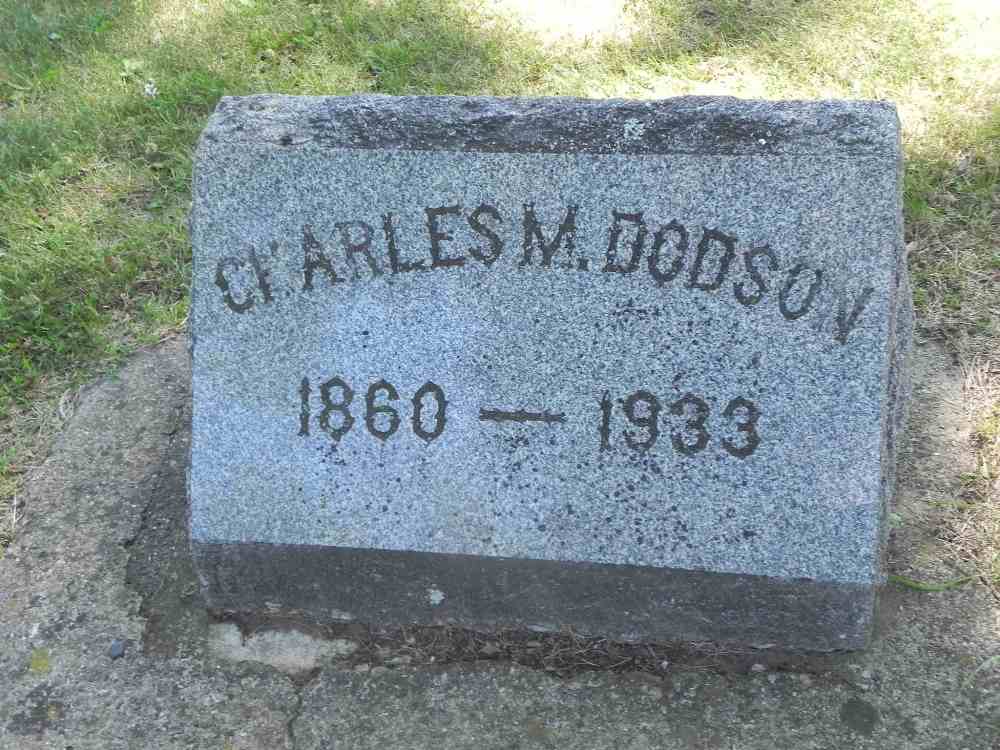 CHARLES M. DODSON
1860 — 1933